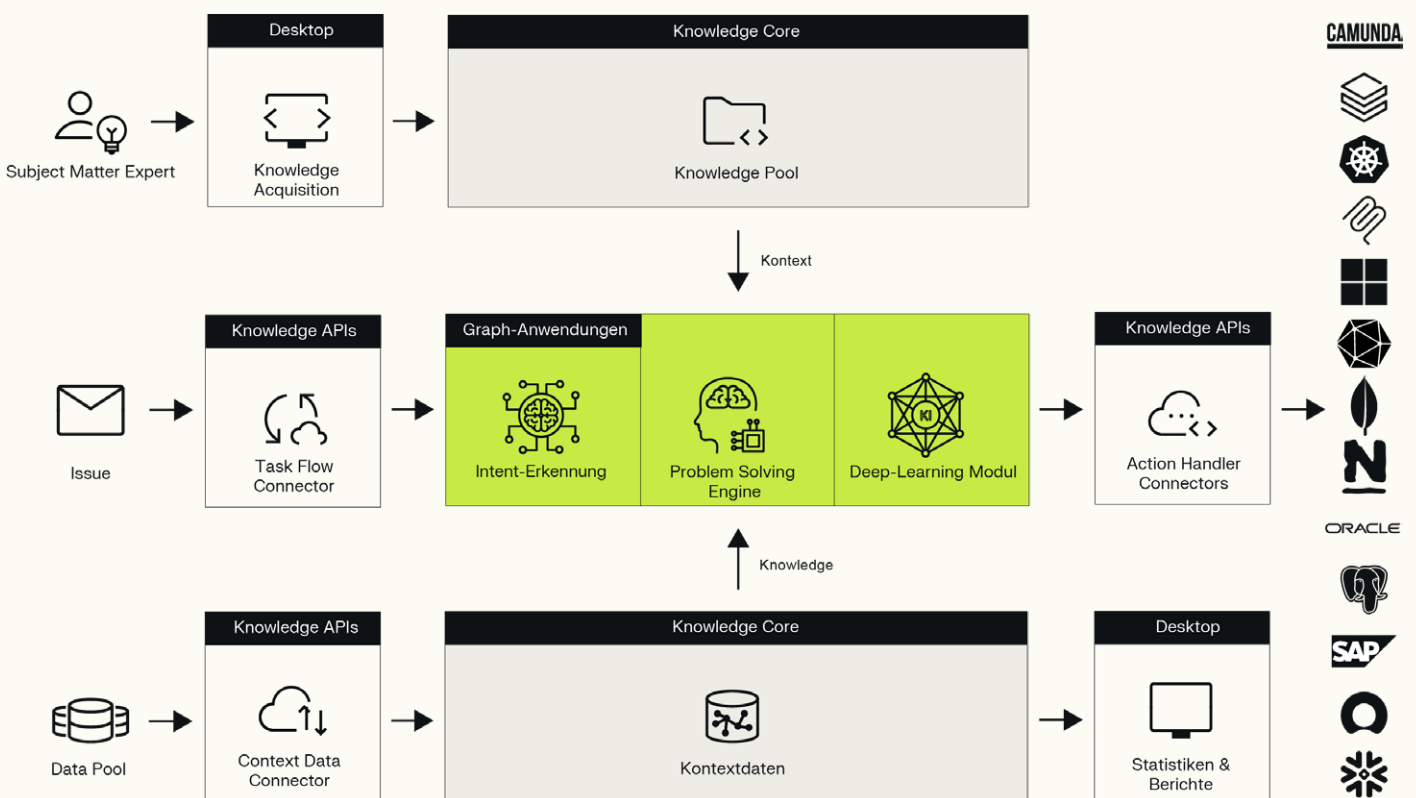 Desktop
Knowledge Core
CAMUNDA
Subject Matter Expert
Knowledge
Acquisition
Knowledge Pool
Kontext
Knowledge APIs
Graph-Anwendungen
Knowledge APIs
KI
Issue
Task Flow
Connector
Intent-Erkennung
Problem Solving
Engine
Deep-Learning Modul
Action Handler
Connectors
N
ORACLE
Knowledge
Knowledge APIs
Knowledge Core
Desktop
SAP
Data Pool
Context Data
Connector
Kontextdaten
Statistiken &
Berichte